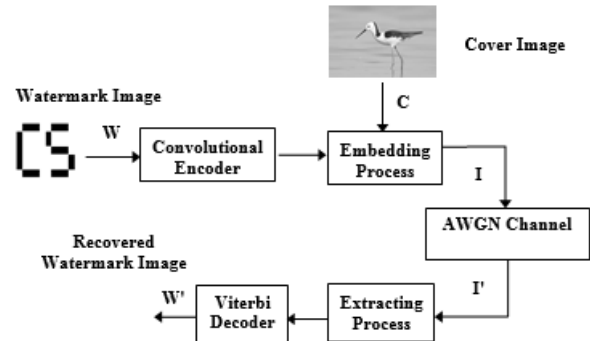 Cover Image
Watermark Image
CS
W
C
Convolutional
Encoder
Embedding
Process
I
AWGN Channel
Recovered
Watermark Image
I'
W'
Viterbi
Decoder
Extracting
Process